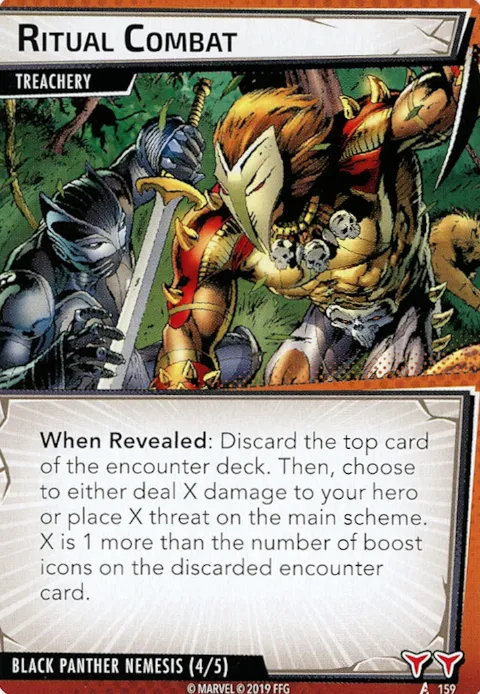 RITUAL COMBAT
TREACHERY
When Revealed: Discard the top card
of the encounter deck. Then, choose
to either deal X damage to your hero
or place X threat on the main scheme.
X is 1 more than the number of boost
icons on the discarded encounter
card.
BLACK PANTHER NEMESIS (4/5)
© MARVEL © 2019 FFG
159